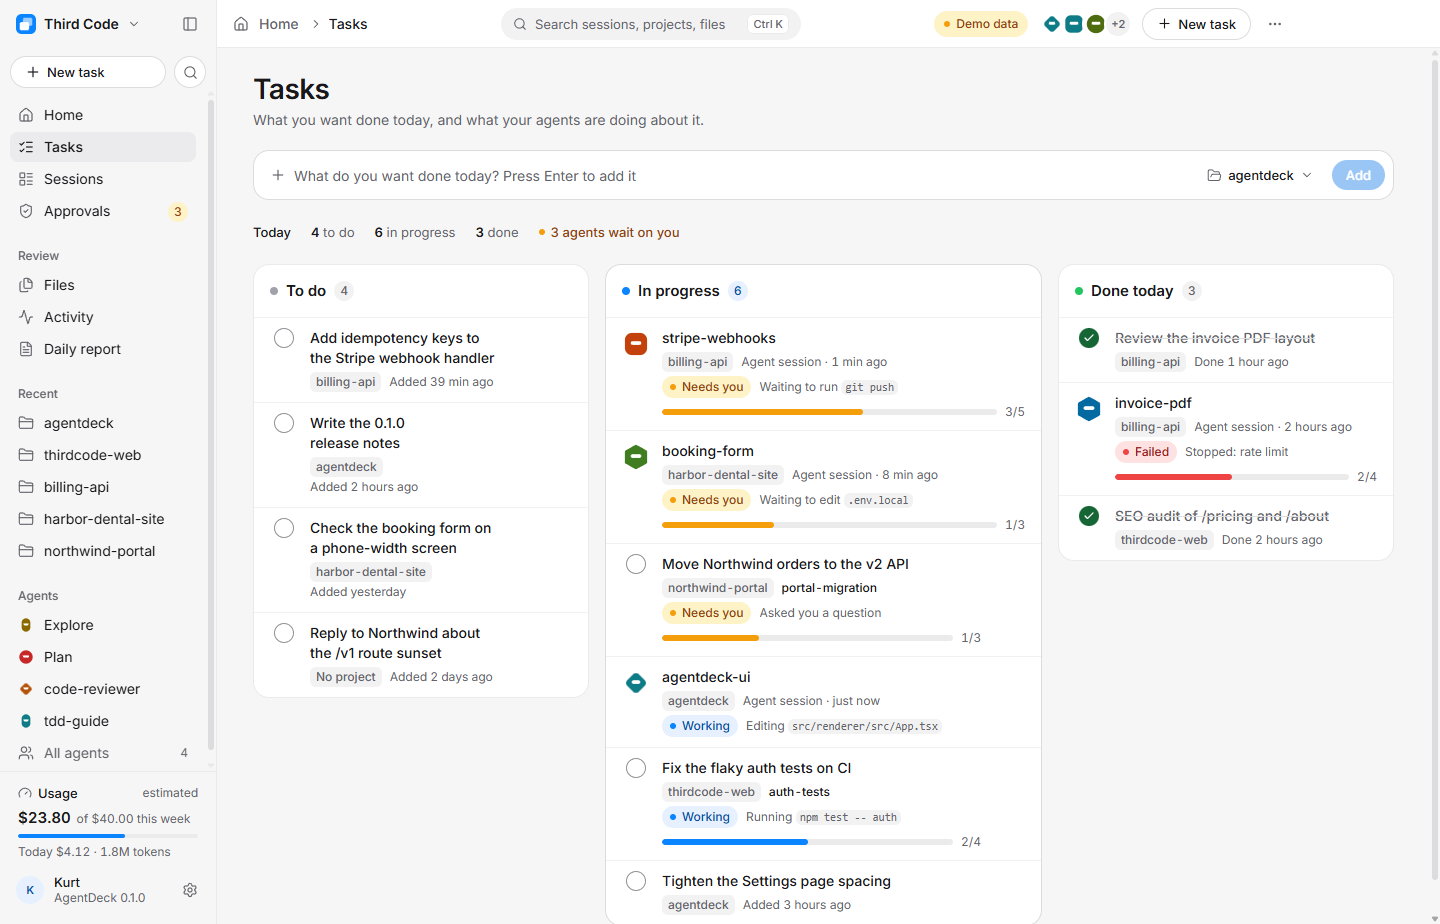 Third Code
Home
Tasks
Search sessions, projects, files
Ctrl K
Demo data
+2
New task
New task
Home
Tasks
Sessions
Approvals
3
Review
Files
Activity
Daily report
Recent
agentdeck
thirdcode-web
billing-api
harbor-dental-site
northwind-portal
Agents
Explore
Plan
code-reviewer
tdd-guide
All agents
4
Usage
estimated
$23.80 of $40.00 this week
Today $4.12 · 1.8M tokens
K
Kurt
AgentDeck 0.1.0
Tasks
What you want done today, and what your agents are doing about it.
What do you want done today? Press Enter to add it
agentdeck
Add
Today 4 to do 6 in progress 3 done 3 agents wait on you
To do 4
Add idempotency keys to
the Stripe webhook handler
billing-api Added 39 min ago
Write the 0.1.0
release notes
agentdeck
Added 2 hours ago
Check the booking form on
a phone-width screen
harbor-dental-site
Added yesterday
Reply to Northwind about
the /v1 route sunset
No project Added 2 days ago
In progress 6
stripe-webhooks
billing-api Agent session · 1 min ago
Needs you Waiting to run git push
3/5
booking-form
harbor-dental-site Agent session · 8 min ago
Needs you Waiting to edit .env.local
1/3
Move Northwind orders to the v2 API
northwind-portal portal-migration
Needs you Asked you a question
1/3
agentdeck-ui
agentdeck Agent session · just now
Working Editing src/renderer/src/App.tsx
Fix the flaky auth tests on CI
thirdcode-web auth-tests
Working Running npm test -- auth
2/4
Tighten the Settings page spacing
agentdeck Added 3 hours ago
Done today 3
Review the invoice PDF layout
billing-api Done 1 hour ago
invoice-pdf
billing-api Agent session · 2 hours ago
Failed Stopped: rate limit
2/4
SEO audit of /pricing and /about
thirdcode-web Done 2 hours ago